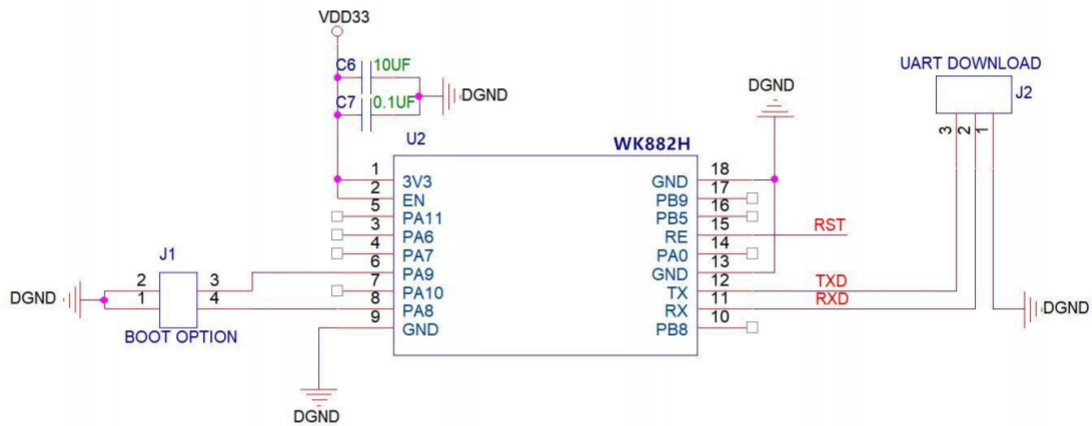 VDD33
C6 10UF
C7 0.1UF
DGND
U2
WK882H
DGND
UART DOWNLOAD
J2
3
2
1
1 3V3
2 EN
5 PA11
3 PA6
4 PA7
6 PA9
7 PA10
8 PA8
9 GND
GND 18
PB9 17
PB5 16
RE 15 RST
PA0 14
GND 13
TX 12 TXD
RX 11 RXD
PB8 10
DGND
J1
DGND
2 3
1 4
BOOT OPTION
DGND